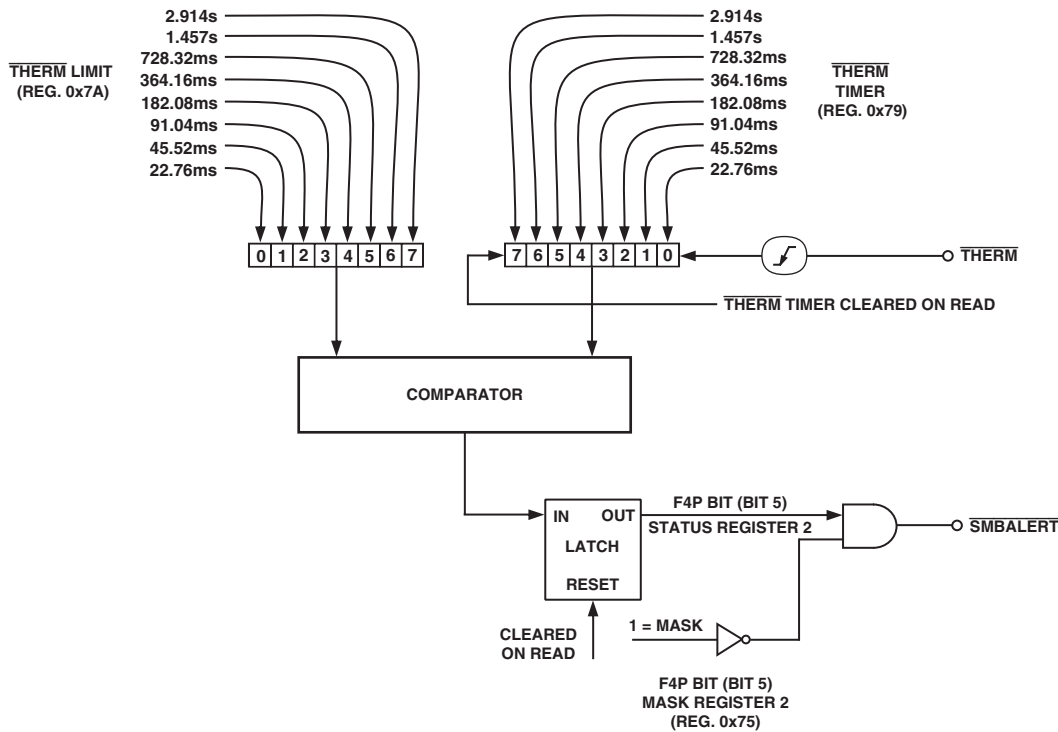 2.914s
1.457s
728.32ms
364.16ms
182.08ms
91.04ms
45.52ms
22.76ms
THERM LIMIT
(REG. 0x7A)
0 1 2 3 4 5 6 7
2.914s
1.457s
728.32ms
364.16ms
182.08ms
91.04ms
45.52ms
22.76ms
THERM
TIMER
(REG. 0x79)
7 6 5 4 3 2 1 0
THERM
THERM TIMER CLEARED ON READ
COMPARATOR
IN OUT
LATCH
RESET
F4P BIT (BIT 5)
STATUS REGISTER 2
SMBALERT
CLEARED
ON READ
1 = MASK
F4P BIT (BIT 5)
MASK REGISTER 2
(REG. 0x75)